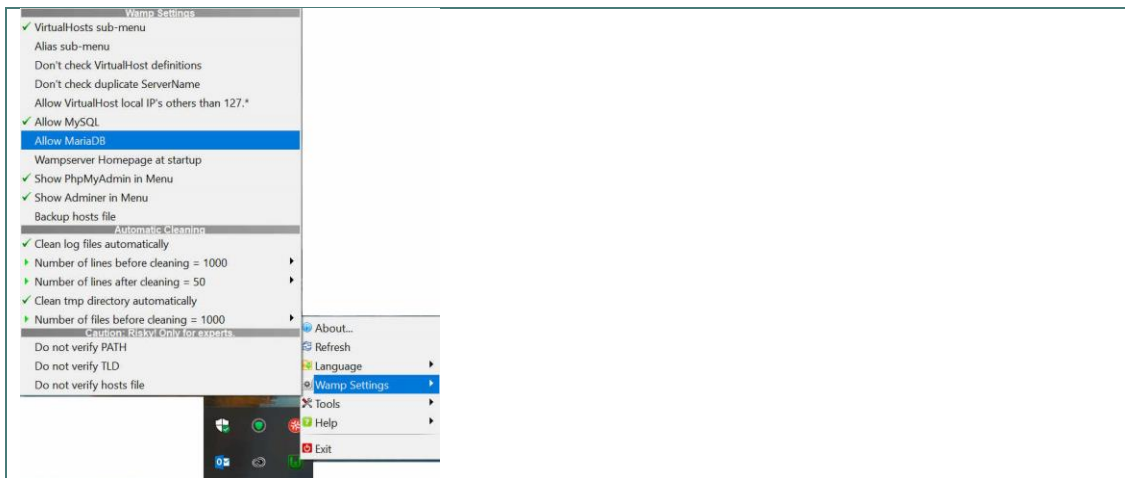 Wamp Settings
VirtualHosts sub-menu
Alias sub-menu
Don't check VirtualHost definitions
Don't check duplicate ServerName
Allow VirtualHost local IP's others than 127.*
Allow MySQL
Allow MariaDB
Wampserver Homepage at startup
Show PhpMyAdmin in Menu
Show Adminer in Menu
Backup hosts file
Automatic Cleaning
Clean log files automatically
Number of lines before cleaning = 1000
Number of lines after cleaning = 50
Clean tmp directory automatically
Number of files before cleaning = 1000
Caution: Risky! Only for experts.
Do not verify PATH
Do not verify TLD
Do not verify hosts file
About...
Refresh
Language
Wamp Settings
Tools
Help
Exit